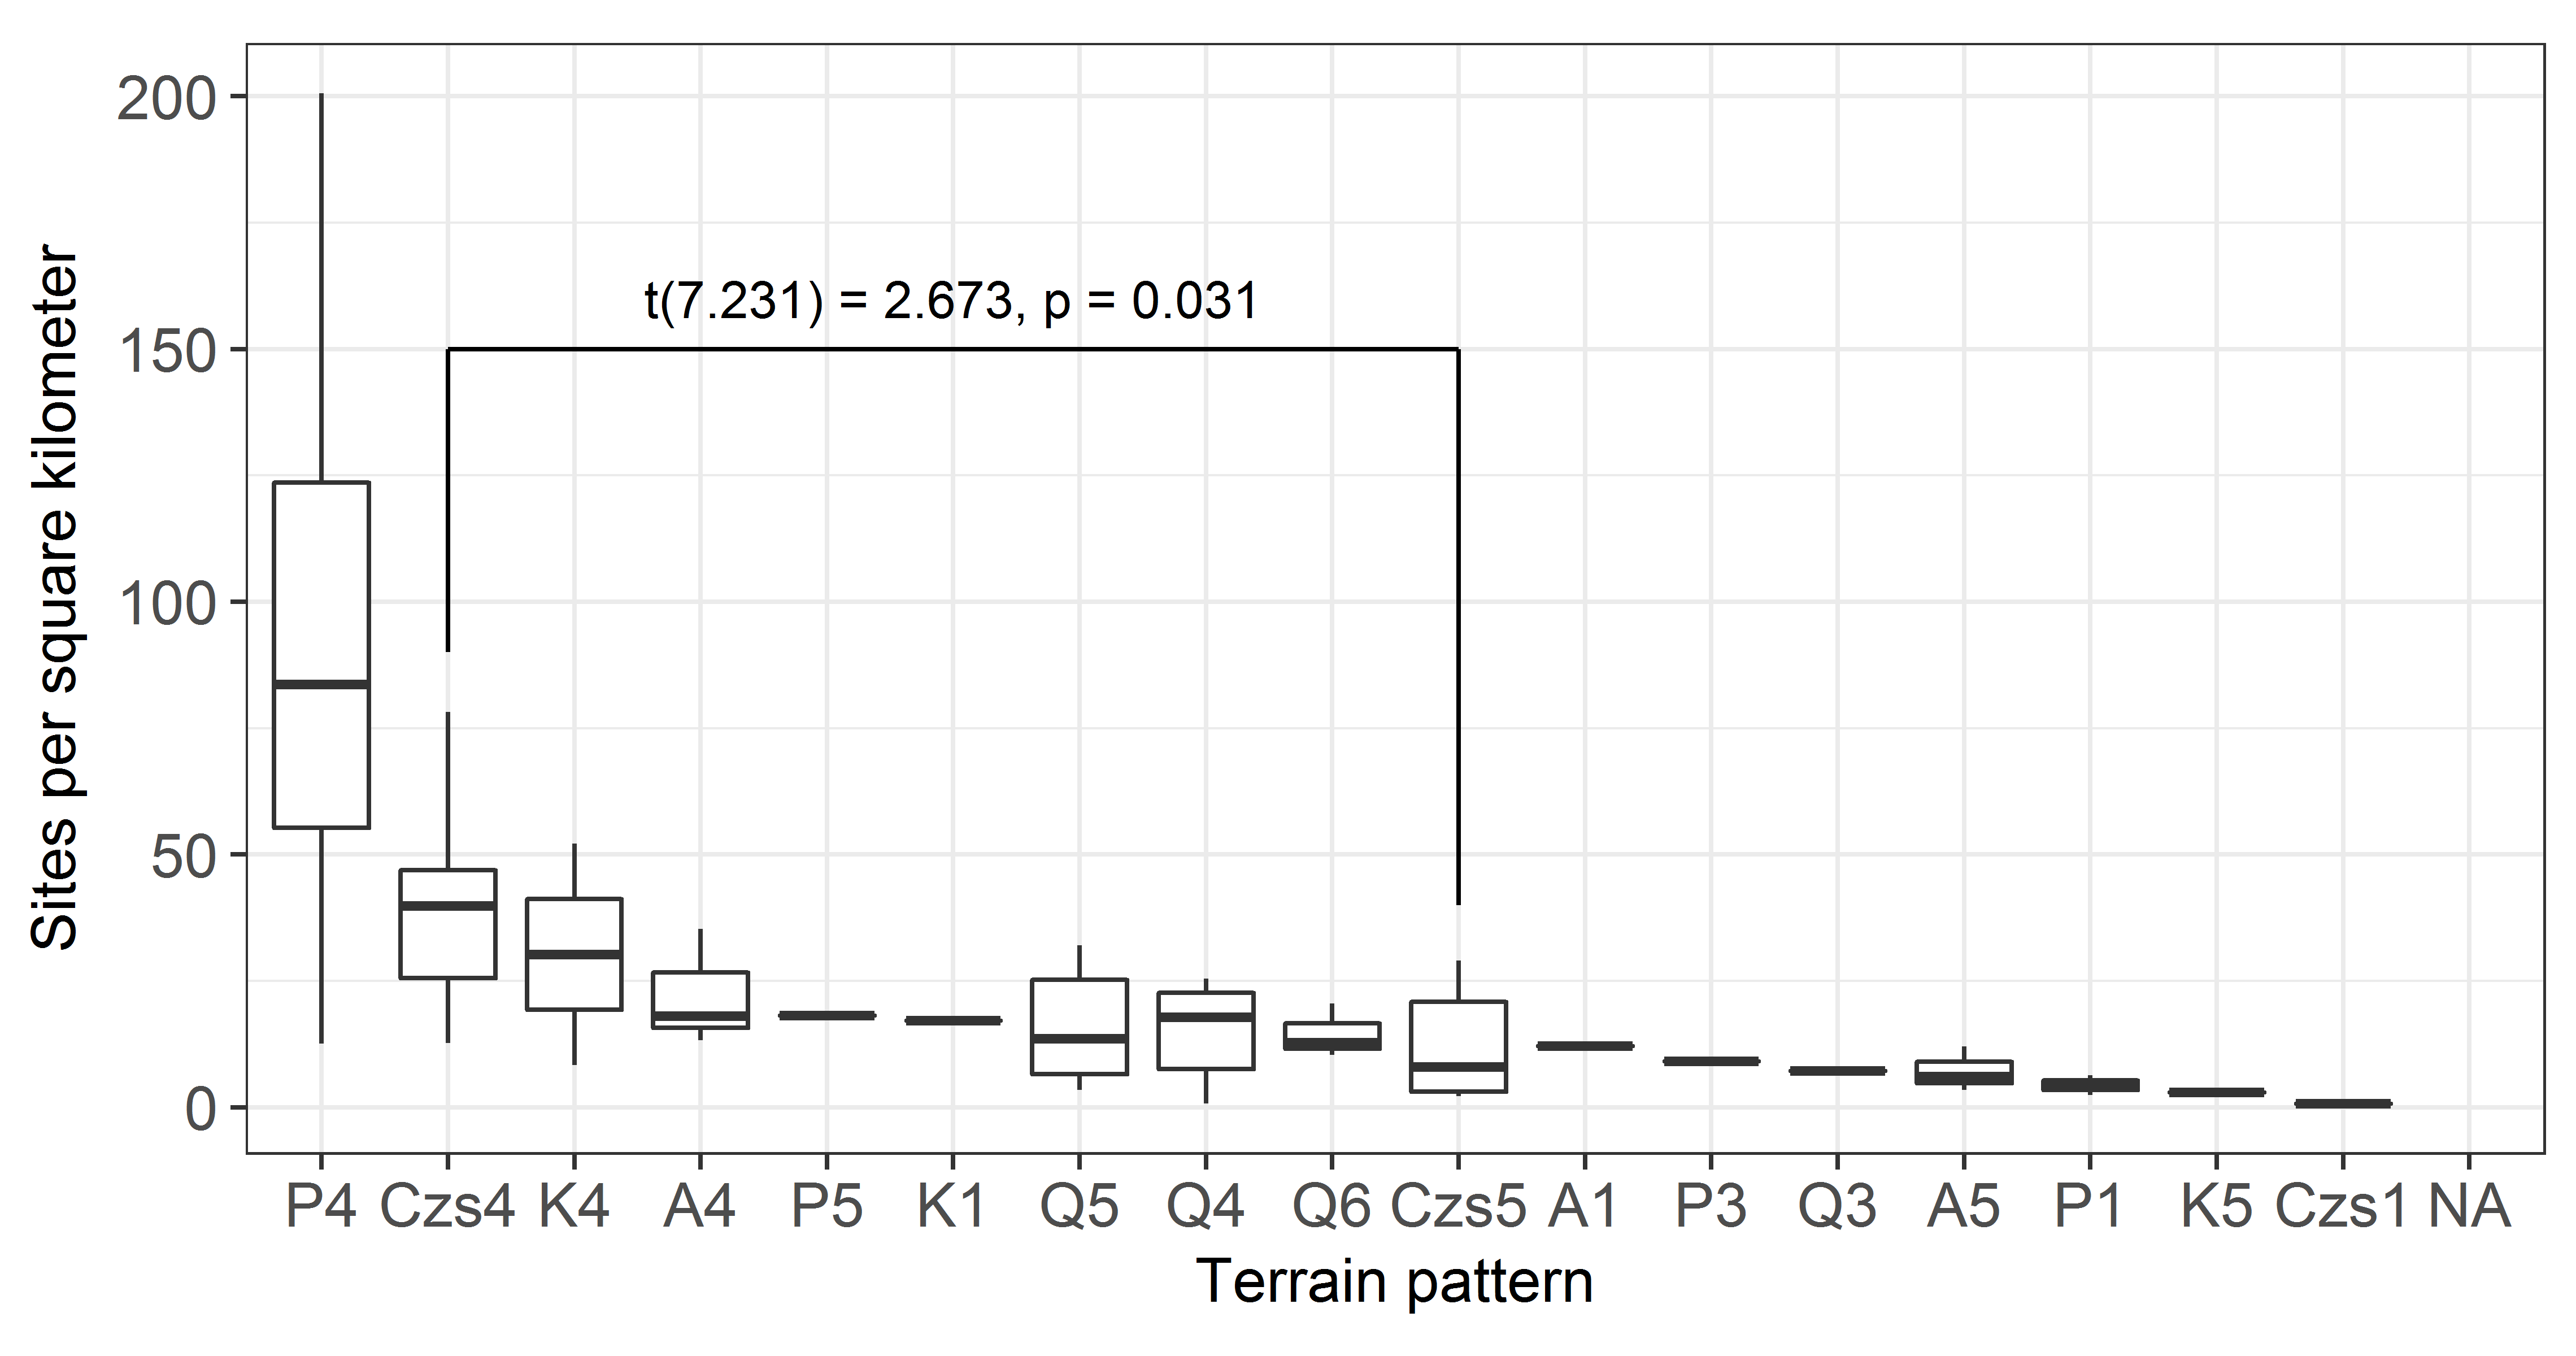 Sites per square kilometer
200
150
100
50
0
t(7.231) = 2.673, p = 0.031
P4 Czs4 K4 A4 P5 K1 Q5 Q4 Q6 Czs5 A1 P3 Q3 A5 P1 K5 Czs1 NA
Terrain pattern